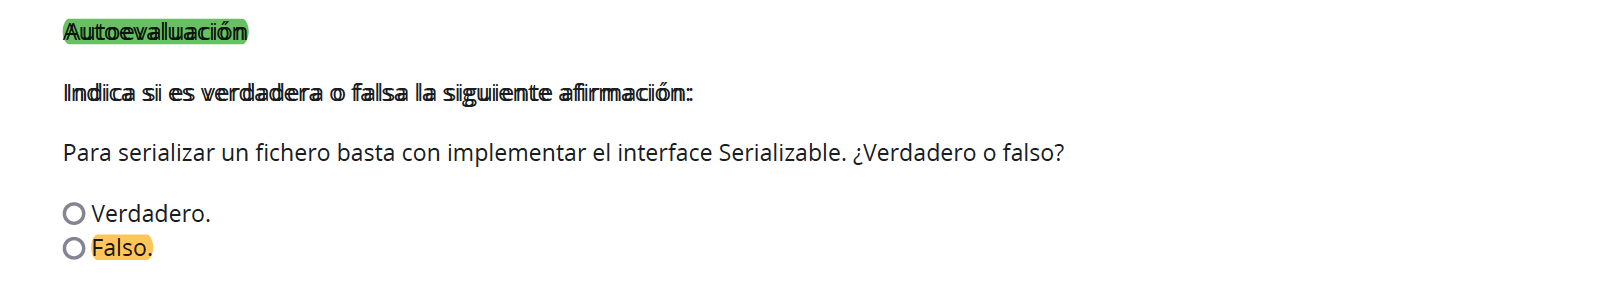 Autoevaluación
Indica si es verdadera o falsa la siguiente afirmación:
Para serializar un fichero basta con implementar el interface Serializable. ¿Verdadero o falso?
Verdadero.
Falso.